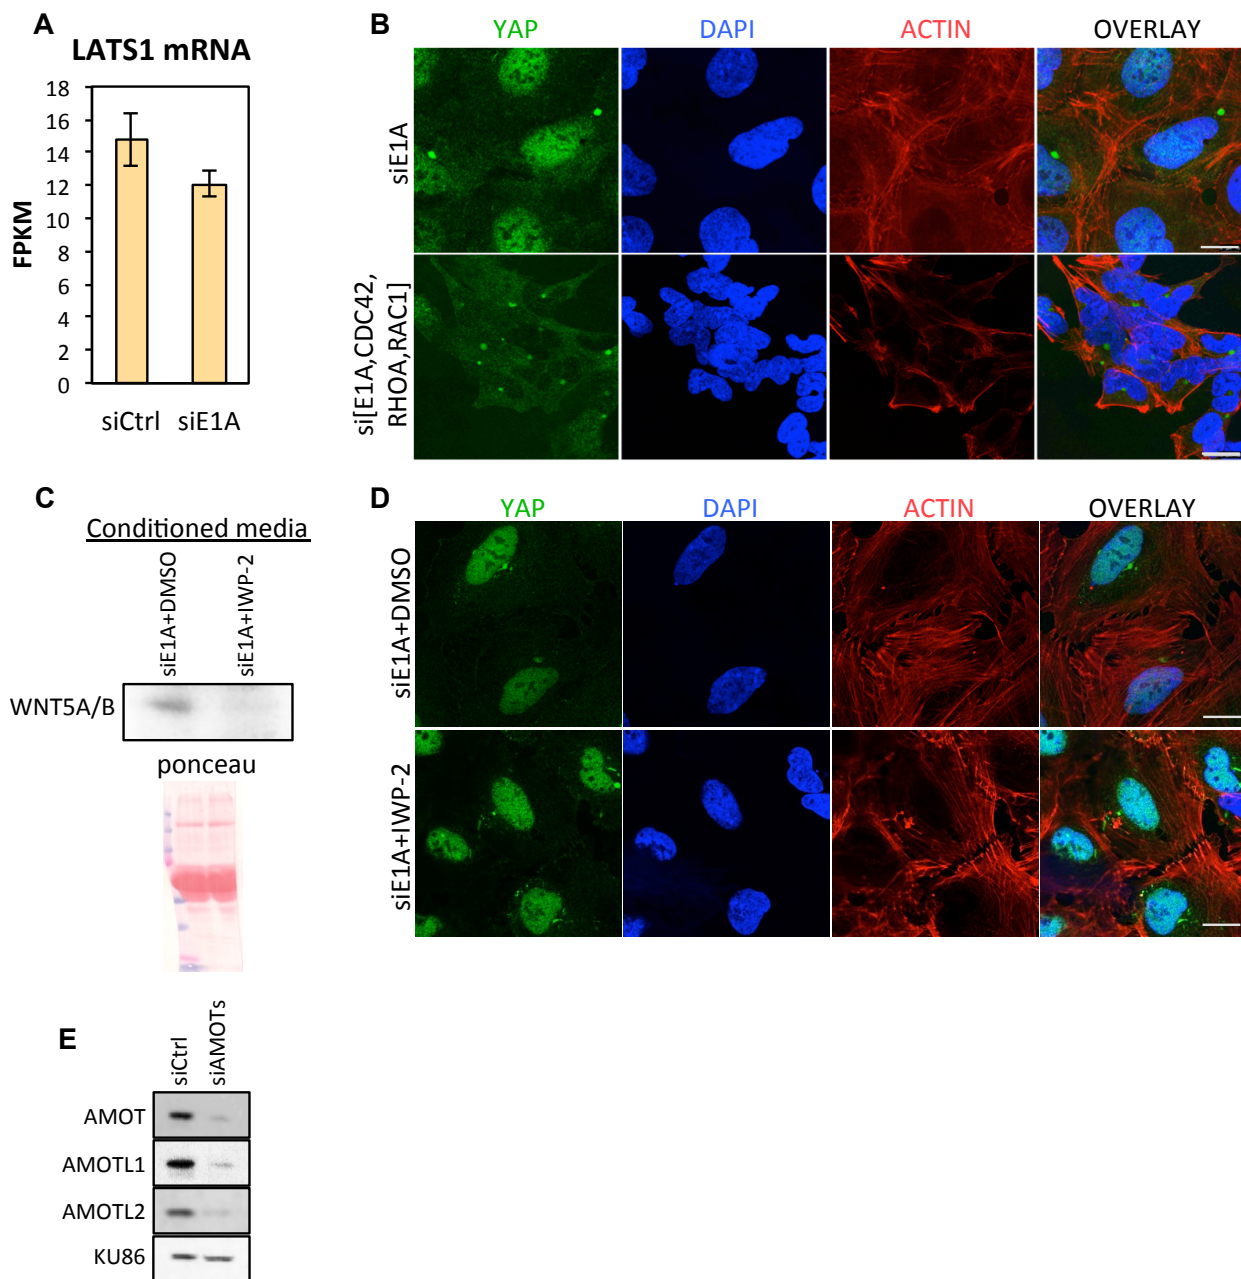 A
LATS1 mRNA
18
16
14
12
10
8
6
4
2
0
FPKM
siCtrl siE1A
B
YAP DAPI ACTIN OVERLAY
siE1A
si[E1A,CDC42,
RHOA,RAC1]
C
Conditioned media
siE1A+DMSO
siE1A+IWP-2
WNT5A/B
ponceau
D
YAP DAPI ACTIN OVERLAY
siE1A+DMSO
siE1A+IWP-2
E
siCtrl
siAMOTs
AMOT
AMOTL1
AMOTL2
KU86